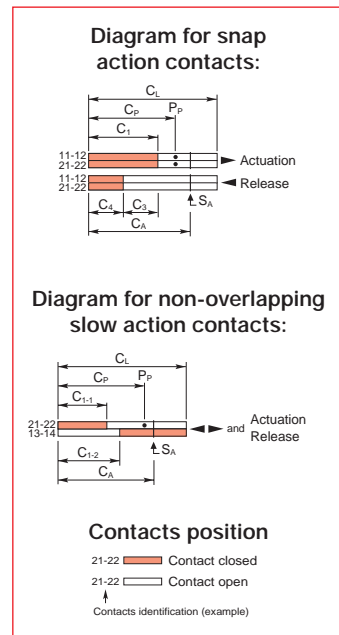 Diagram for snap
action contacts:
CL
CP PP
C1
11-12
21-22 Actuation
11-12
21-22 Release
C4 C3 SA
CA
Diagram for non-overlapping
slow action contacts:
CL
CP PP
C1-1
21-22
13-14 and Actuation
Release
C1-2 SA
CA
Contacts position
21-22 Contact closed
21-22 Contact open
Contacts identification (example)